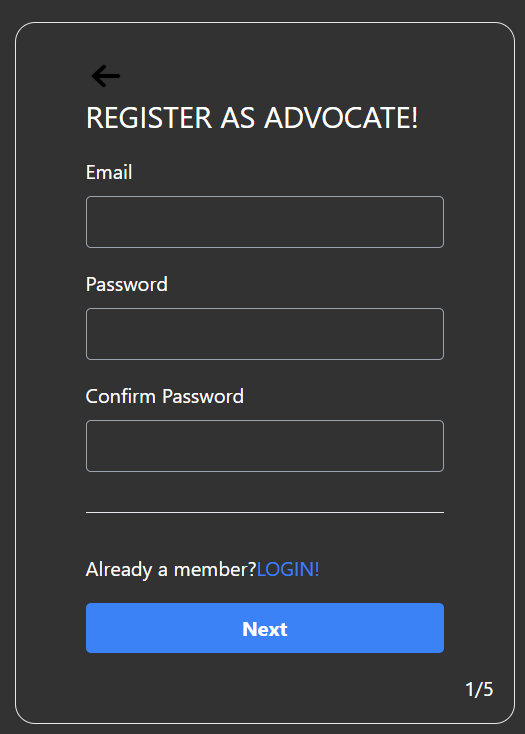 REGISTER AS ADVOCATE!
Email
Password
Confirm Password
Already a member?LOGIN!
Next
1/5